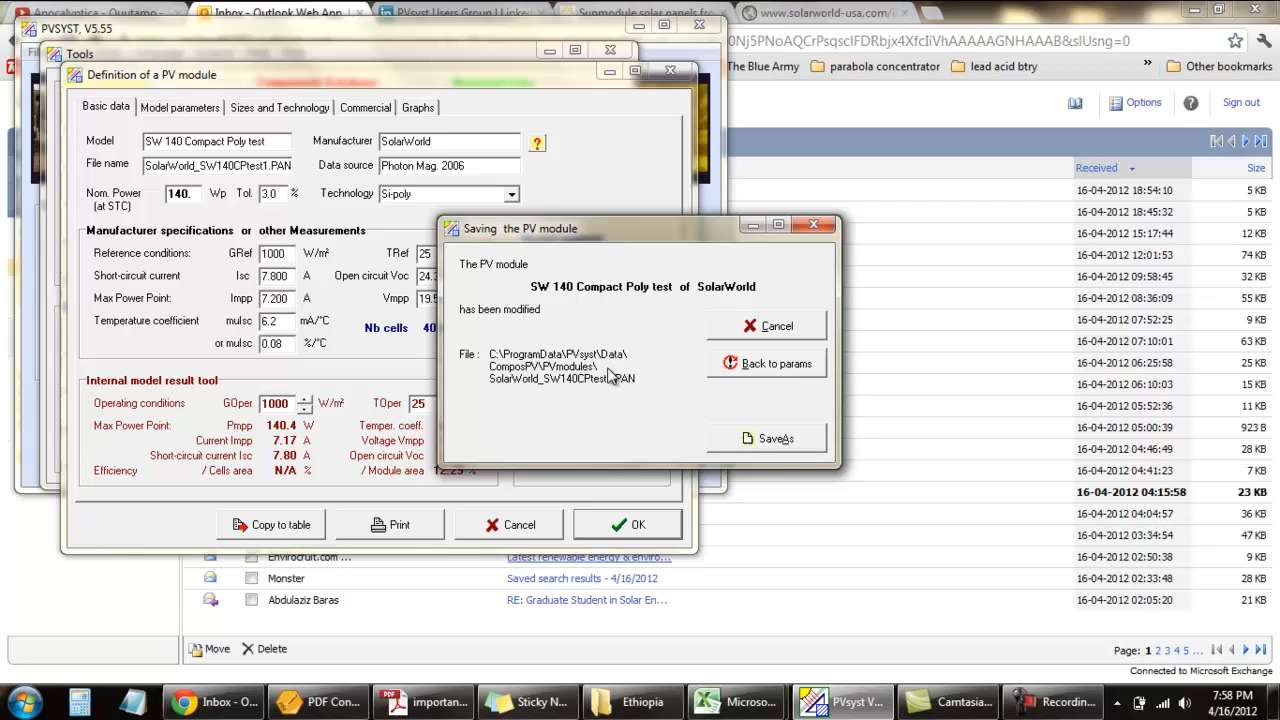 Apocalyptica - Quutamo
Inbox - Outlook Web App
PVsyst Users Group | Linked
Sunmodule solar panels fro
www.solarworld-usa.com/
PVSYST, V5.55
Tools
Definition of a PV module
The Blue Army
parabola concentrator
lead acid btry
»
Other bookmarks
Options
Sign out
Basic data
Model parameters
Sizes and Technology
Commercial
Graphs
Model
SW 140 Compact Poly test
Manufacturer
SolarWorld
?
File name
SolarWorld_SW140CPtest1.PAN
Data source
Photon Mag. 2006
Nom. Power
(at STC)
140.
Wp
Tol.
3.0
%
Technology
Si-poly
Manufacturer specifications or other Measurements
Reference conditions:
GRef
1000
W/m²
TRef
25
Short-circuit current
Isc
7.800
A
Open circuit Voc
24.
Max Power Point:
Impp
7.200
A
Vmpp
19.5
Temperature coefficient
muIsc
6.2
mA/°C
Nb cells
40
or muIsc
0.08
%/°C
Internal model result tool
Operating conditions
GOper
1000
W/m²
TOper
25
Max Power Point:
Pmpp
140.4
W
Temper. coeff.
Current Impp
7.17
A
Voltage Vmpp
Short-circuit current Isc
7.80
A
Open circuit Voc
Efficiency
/ Cells area
N/A
%
/ Module area
12.25
%
Copy to table
Print
Cancel
OK
Saving the PV module
The PV module
SW 140 Compact Poly test of SolarWorld
has been modified
File :
C:\ProgramData\PVsyst\Data\
ComposPV\PVmodules\
SolarWorld_SW140CPtest1.PAN
Cancel
Back to params
SaveAs
Received
Size
16-04-2012 18:54:10
5 KB
16-04-2012 18:45:32
5 KB
16-04-2012 15:17:44
12 KB
16-04-2012 12:01:53
74 KB
16-04-2012 09:58:45
32 KB
16-04-2012 08:36:09
58 KB
16-04-2012 07:52:25
9 KB
16-04-2012 07:10:01
63 KB
16-04-2012 06:25:58
25 KB
16-04-2012 06:10:03
15 KB
16-04-2012 05:52:36
11 KB
16-04-2012 05:00:39
923 B
16-04-2012 04:46:49
28 KB
16-04-2012 04:41:23
7 KB
16-04-2012 04:15:58
23 KB
16-04-2012 04:04:57
36 KB
16-04-2012 03:34:54
47 KB
Envirocruit.com ...
Latest renewable energy & enviro...
16-04-2012 02:50:38
9 KB
Monster
Saved search results - 4/16/2012
16-04-2012 02:33:48
28 KB
Abdulaziz Baras
RE: Graduate Student in Solar En...
16-04-2012 02:05:20
21 KB
Move
Delete
Page: 1 2 3 4 5 ...
Connected to Microsoft Exchange
Inbox - O...
PDF Con...
important...
Sticky N...
Ethiopia
Microso...
PVsyst V...
Camtasia...
Recordin...
7:58 PM
4/16/2012